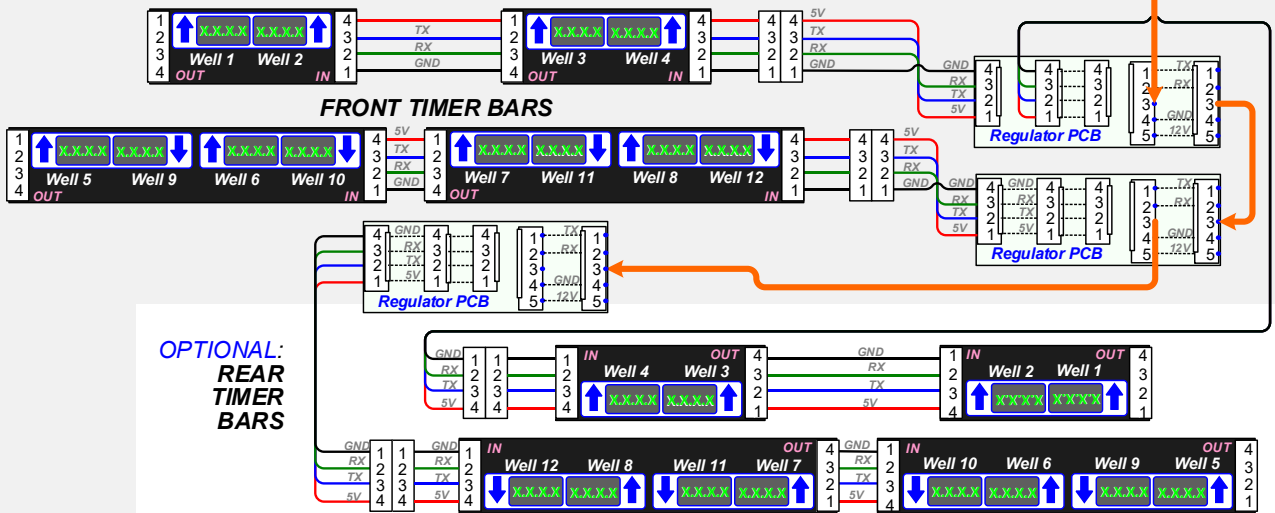 1 X.X.X.X X.X.X.X 4 TX 1 X.X.X.X X.X.X.X 4 4 4 5V
2 Well 1 Well 2 3 RX 2 Well 3 Well 4 3 3 3 TX
3 2 GND 3 2 2 2 RX
4 OUT IN 1 4 OUT IN 1 1 1 GND
GND 4 4 4 1 TX 1
RX 3 3 3 2 RX 2
TX 2 2 2 3 3
5V 1 1 1 4 GND 4
5 12V 5
Regulator PCB
FRONT TIMER BARS
1 X.X.X.X X.X.X.X X.X.X.X X.X.X.X 4 5V 1 X.X.X.X X.X.X.X X.X.X.X X.X.X.X 4 4 4 5V
2 Well 5 Well 9 Well 6 Well 10 3 TX 2 Well 7 Well 11 Well 8 Well 12 3 3 3 TX
3 2 RX 3 2 2 2 RX
4 OUT IN 1 GND 4 OUT IN 1 1 1 GND
GND 4 GND 4 4 1 TX 1
RX 3 RX 3 3 2 RX 2
TX 2 TX 2 2 3 3
5V 1 5V 1 1 4 GND 4
5 12V 5
Regulator PCB
4 GND 4 4 1 TX 1
3 RX 3 3 2 RX 2
2 TX 2 2 3 3
1 5V 1 1 4 GND 4
5 12V 5
Regulator PCB
OPTIONAL:
REAR
TIMER
BARS
GND 1 1 1 IN OUT 4 GND 1 IN OUT 4
RX 2 2 2 Well 4 Well 3 3 RX 2 Well 2 Well 1 3
TX 3 3 3 X.X.X.X X.X.X.X 2 TX 3 X.X.X.X X.X.X.X 2
5V 4 4 4 1 5V 4 1
GND 1 1 GND 1 IN OUT 4 GND 1 IN OUT 4
RX 2 2 RX 2 Well 12 Well 8 Well 11 Well 7 3 RX 2 Well 10 Well 6 Well 9 Well 5 3
TX 3 3 TX 3 X.X.X.X X.X.X.X X.X.X.X X.X.X.X 2 TX 3 X.X.X.X X.X.X.X X.X.X.X X.X.X.X 2
5V 4 4 5V 4 1 5V 4 1